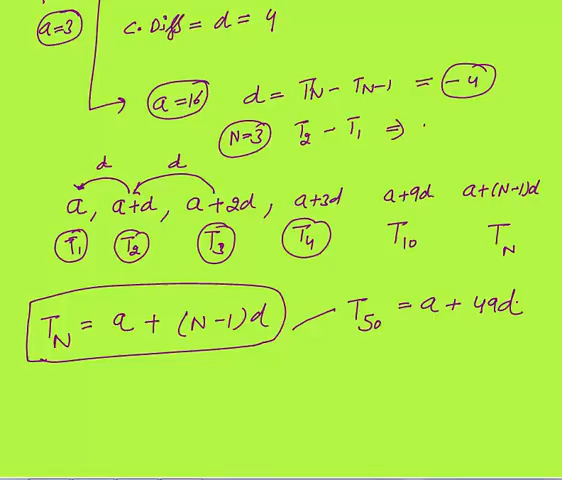 a=3 C. Diff = d = 4
a=16 d = TN - TN-1 = -4
N=3 T2 - T1 ⇒
d d
a, a+d, a+2d, a+3d a+9d a+(N-1)d
T1 T2 T3 T4 T10 TN
TN = a + (N-1)d T50 = a + 49d